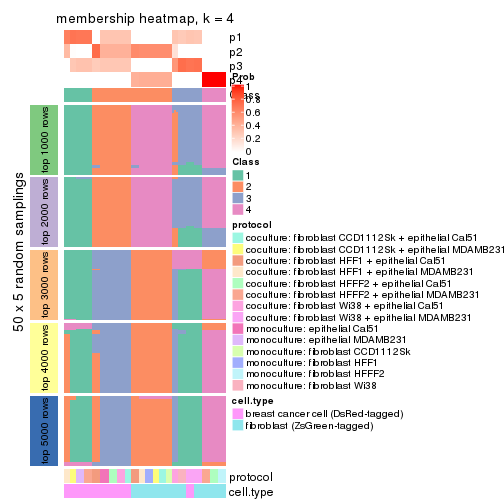 membership heatmap, k = 4
p1
p2
p3
p4
Prob
1
0.8
0.6
0.4
0.2
0
Class
Class
1
2
3
4
50 x 5 random samplings
top 1000 rows
top 2000 rows
top 3000 rows
top 4000 rows
top 5000 rows
protocol
coculture: fibroblast CCD1112Sk + epithelial Cal51
coculture: fibroblast CCD1112Sk + epithelial MDAMB231
coculture: fibroblast HFF1 + epithelial Cal51
coculture: fibroblast HFF1 + epithelial MDAMB231
coculture: fibroblast HFFF2 + epithelial Cal51
coculture: fibroblast HFFF2 + epithelial MDAMB231
coculture: fibroblast Wi38 + epithelial Cal51
coculture: fibroblast Wi38 + epithelial MDAMB231
monoculture: epithelial Cal51
monoculture: epithelial MDAMB231
monoculture: fibroblast CCD1112Sk
monoculture: fibroblast HFF1
monoculture: fibroblast HFFF2
monoculture: fibroblast Wi38
cell.type
breast cancer cell (DsRed-tagged)
fibroblast (ZsGreen-tagged)
protocol
cell.type